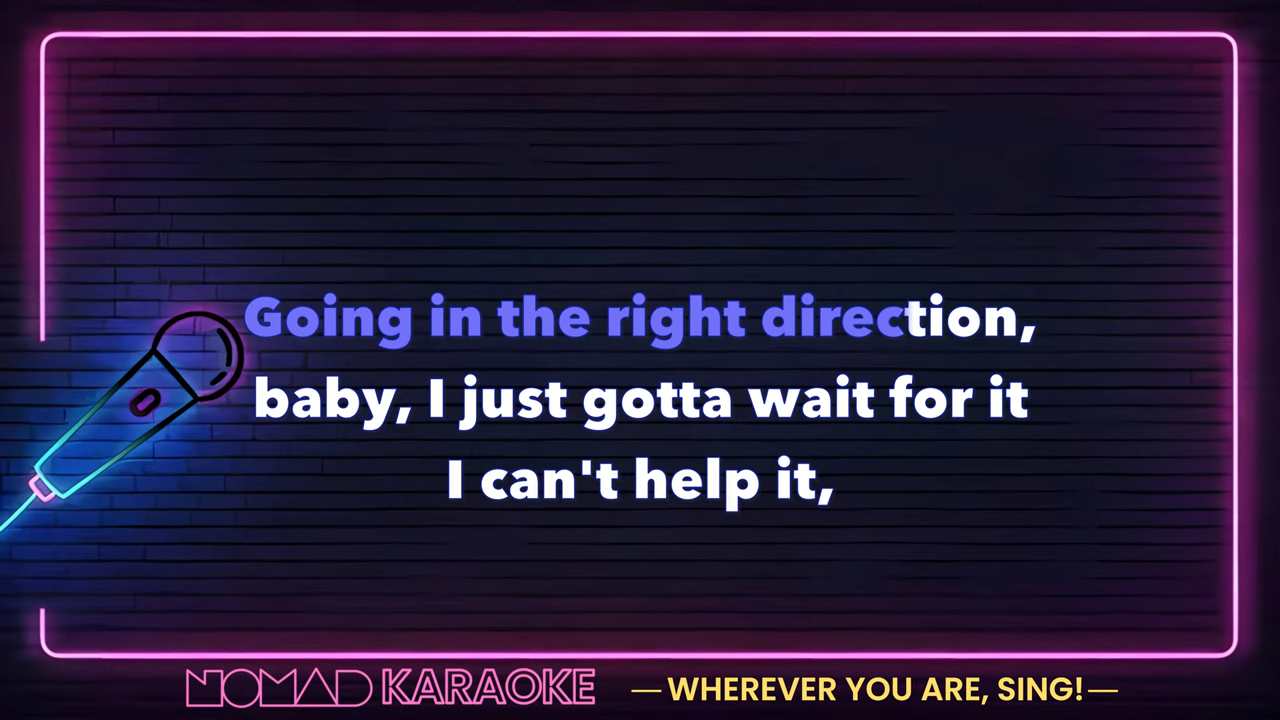 Going in the right direction,
baby, I just gotta wait for it
I can't help it,
NOMAD KARAOKE —WHEREVER YOU ARE, SING!—